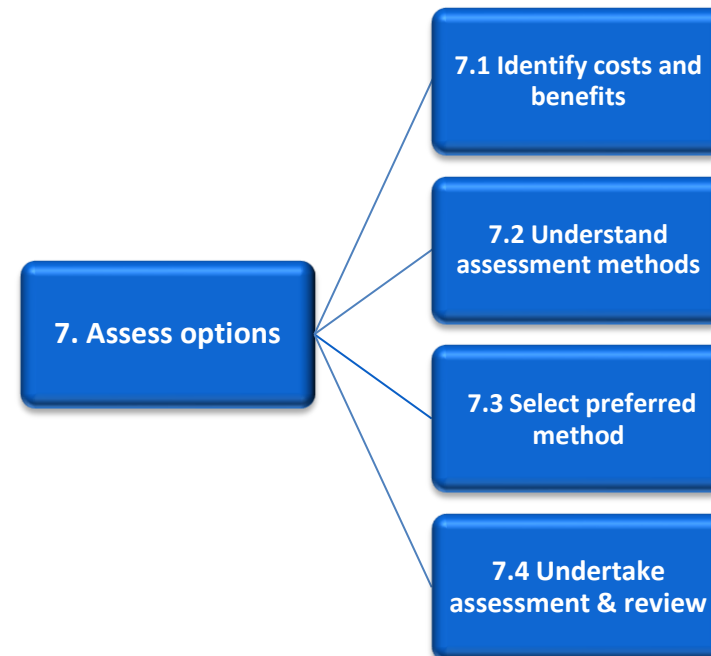 7.1 Identify costs and
benefits
7.2 Understand
assessment methods
7. Assess options
7.3 Select preferred
method
7.4 Undertake
assessment & review